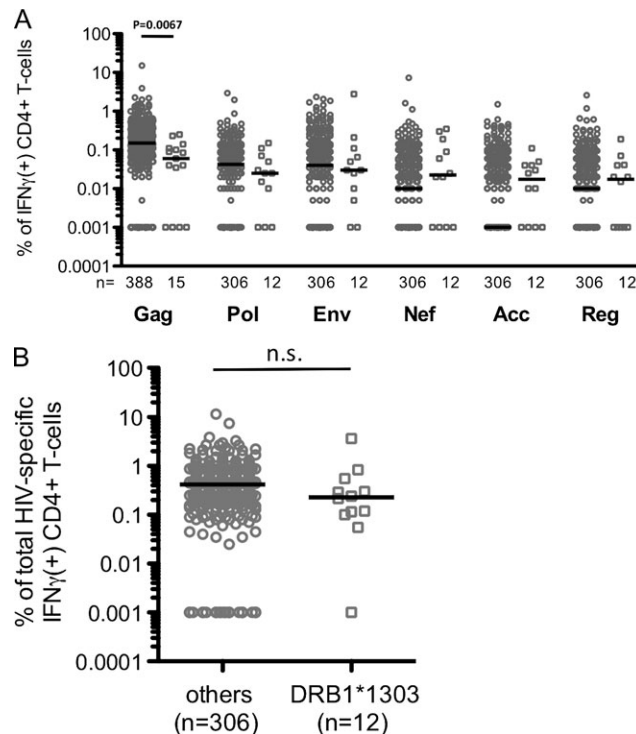 A
P=0.0067
% of IFNγ(+) CD4+ T-cells
100
10
1
0.1
0.01
0.001
0.0001
n= 388 15 306 12 306 12 306 12 306 12 306 12
Gag Pol Env Nef Acc Reg
B
n.s.
% of total HIV-specific
IFNγ(+) CD4+ T-cells
100
10
1
0.1
0.01
0.001
0.0001
others DRB1*1303
(n=306) (n=12)